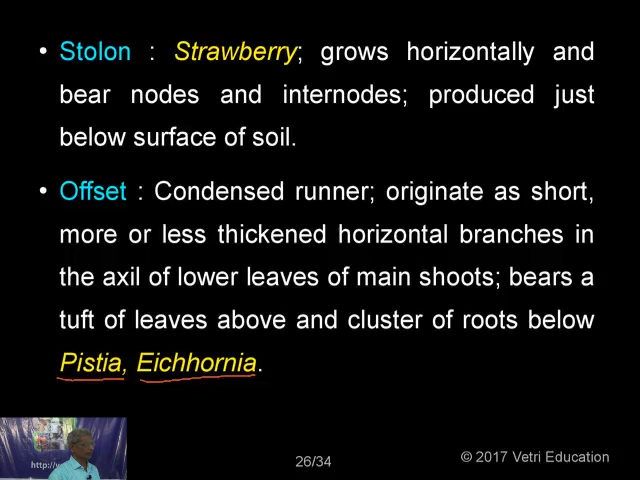 • Stolon : Strawberry; grows horizontally and
bear nodes and internodes; produced just
below surface of soil.
• Offset : Condensed runner; originate as short,
more or less thickened horizontal branches in
the axil of lower leaves of main shoots; bears a
tuft of leaves above and cluster of roots below
Pistia, Eichhornia.
http://
26/34
© 2017 Vetri Education